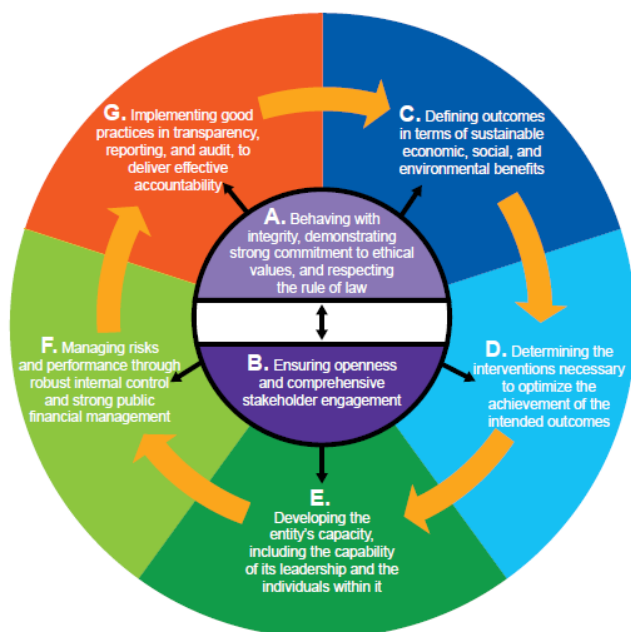 G. Implementing good
practices in transparency,
reporting, and audit, to
deliver effective
accountability
C. Defining outcomes
in terms of sustainable
economic, social, and
environmental benefits
A. Behaving with
integrity, demonstrating
strong commitment to ethical
values, and respecting
the rule of law
B. Ensuring openness
and comprehensive
stakeholder engagement
F. Managing risks
and performance through
robust internal control
and strong public
financial management
D. Determining the
interventions necessary
to optimize the
achievement of the
intended outcomes
E.
Developing the
entity's capacity,
including the capability
of its leadership and the
individuals within it